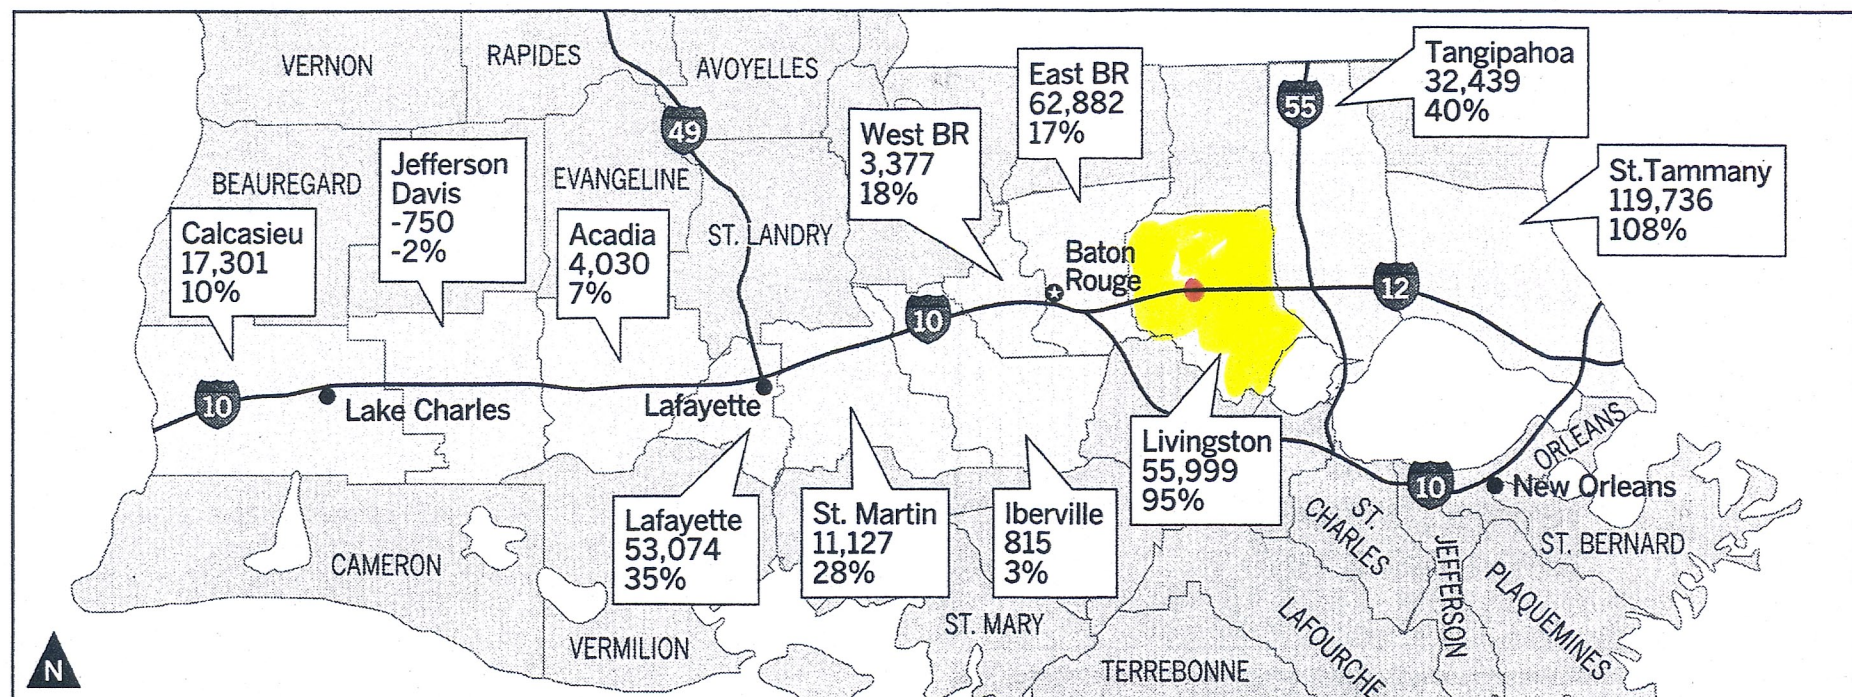 VERNON
RAPIDES
AVOYELLES
49
BEAUREGARD
EVANGELINE
ST. LANDRY
Calcasieu
17,301
10%
Jefferson
Davis
-750
-2%
Acadia
4,030
7%
West BR
3,377
18%
East BR
62,882
17%
55
Tangipahoa
32,439
40%
St.Tammany
119,736
108%
Baton
Rouge
12
10
10
Lake Charles
Lafayette
Lafayette
53,074
35%
St. Martin
11,127
28%
Iberville
815
3%
Livingston
55,999
95%
10
New Orleans
ORLEANS
ST.
CHARLES
JEFFERSON
ST. BERNARD
PLAQUEMINES
LAFOURCHE
TERREBONNE
ST. MARY
VERMILION
CAMERON
N